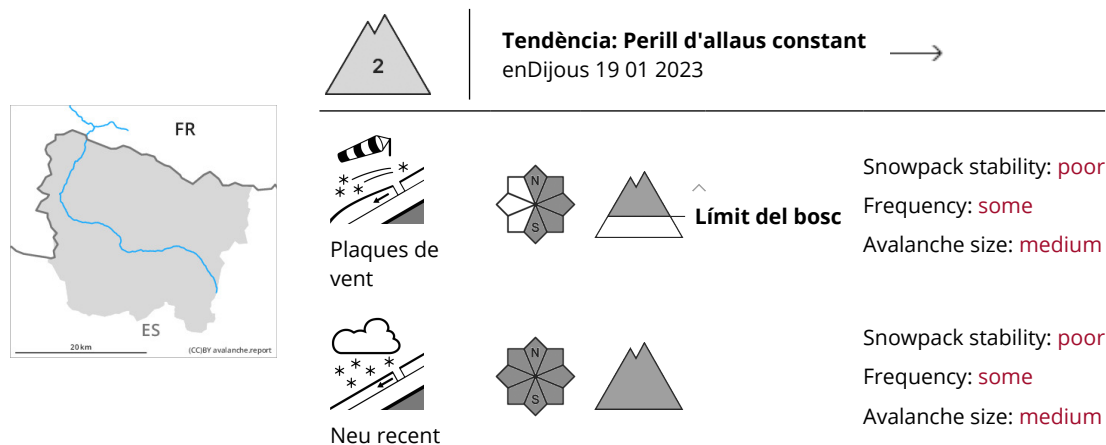 2
Tendència: Perill d'allaus constant
enDijous 19 01 2023
FR
ES
20 km
(CC)BY avalanche.report
Plaques de
vent
N
S
Límit del bosc
Snowpack stability: poor
Frequency: some
Avalanche size: medium
Neu recent
N
S
Snowpack stability: poor
Frequency: some
Avalanche size: medium